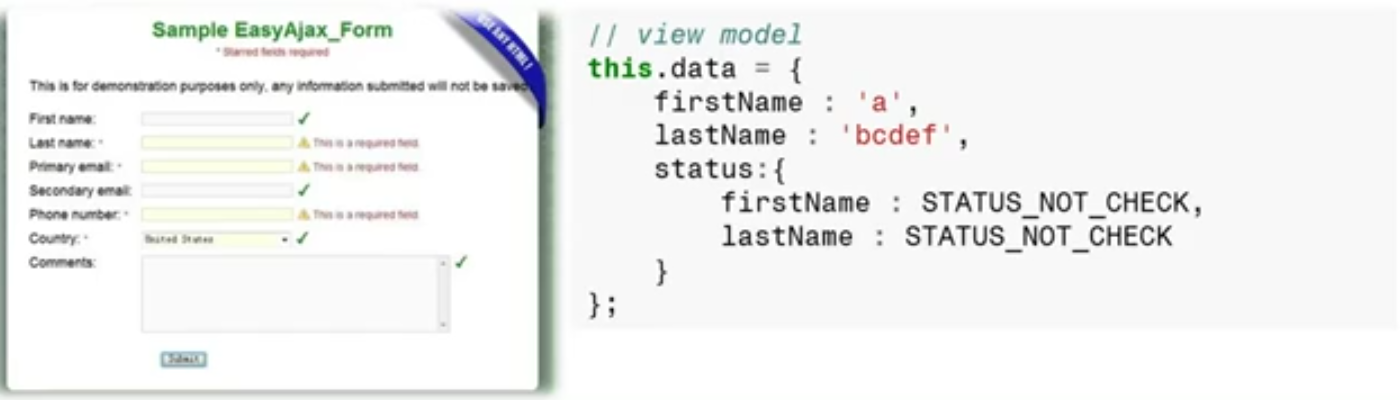 Sample EasyAjax_Form
* Starred fields required
This is for demonstration purposes only, any information submitted will not be saved
First name:
Last name: * This is a required field.
Primary email: * This is a required field.
Secondary email:
Phone number: * This is a required field.
Country: * United States
Comments:
Submit
// view model
this.data = {
firstName : 'a',
lastName : 'bcdef',
status:{
firstName : STATUS_NOT_CHECK,
lastName : STATUS_NOT_CHECK
}
};